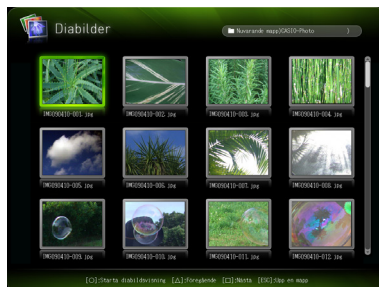 Diabilder
Nuvarande mapp)CASIO-Photo
IMG090410-001.jpg IMG090410-002.jpg IMG090410-003.jpg IMG090410-004.jpg
IMG090410-005.jpg IMG090410-006.jpg IMG090410-007.jpg IMG090410-008.jpg
IMG090410-009.jpg IMG090410-010.jpg IMG090410-011.jpg IMG090410-012.jpg
[○]:Starta diabildsvisning [△]:Föregående [□]:Nästa [ESC]:Upp en mapp